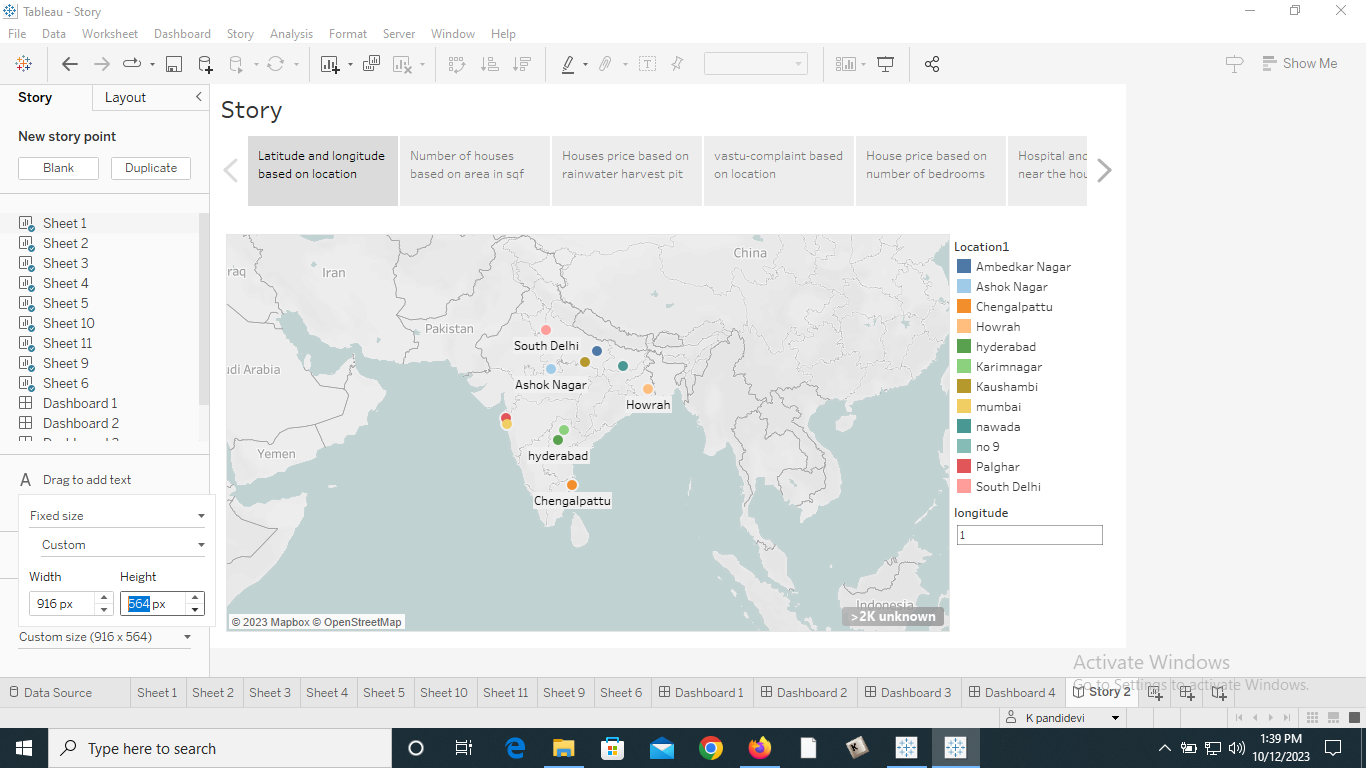 Tableau - Story
File Data Worksheet Dashboard Story Analysis Format Server Window Help
Show Me
Story Layout
New story point
Blank Duplicate
Sheet 1
Sheet 2
Sheet 3
Sheet 4
Sheet 5
Sheet 10
Sheet 11
Sheet 9
Sheet 6
Dashboard 1
Dashboard 2
A Drag to add text
Fixed size
Custom
Width Height
916 px 564 px
Custom size (916 x 564)
Story
Latitude and longitude
based on location
Number of houses
based on area in sqf
Houses price based on
rainwater harvest pit
vastu-complaint based
on location
House price based on
number of bedrooms
Hospital and
near the hou
China
Iran
raq
Pakistan
South Delhi
udi Arabia
Ashok Nagar
Howrah
Yemen
hyderabad
Chengalpattu
Indonesia
>2K unknown
© 2023 Mapbox © OpenStreetMap
Location1
Ambedkar Nagar
Ashok Nagar
Chengalpattu
Howrah
hyderabad
Karimnagar
Kaushambi
mumbai
nawada
no 9
Palghar
South Delhi
longitude
1
Activate Windows
Go to Settings to activate Windows.
Data Source Sheet 1 Sheet 2 Sheet 3 Sheet 4 Sheet 5 Sheet 10 Sheet 11 Sheet 9 Sheet 6 Dashboard 1 Dashboard 2 Dashboard 3 Dashboard 4 Story 2
K pandidevi
Type here to search
1:39 PM
10/12/2023